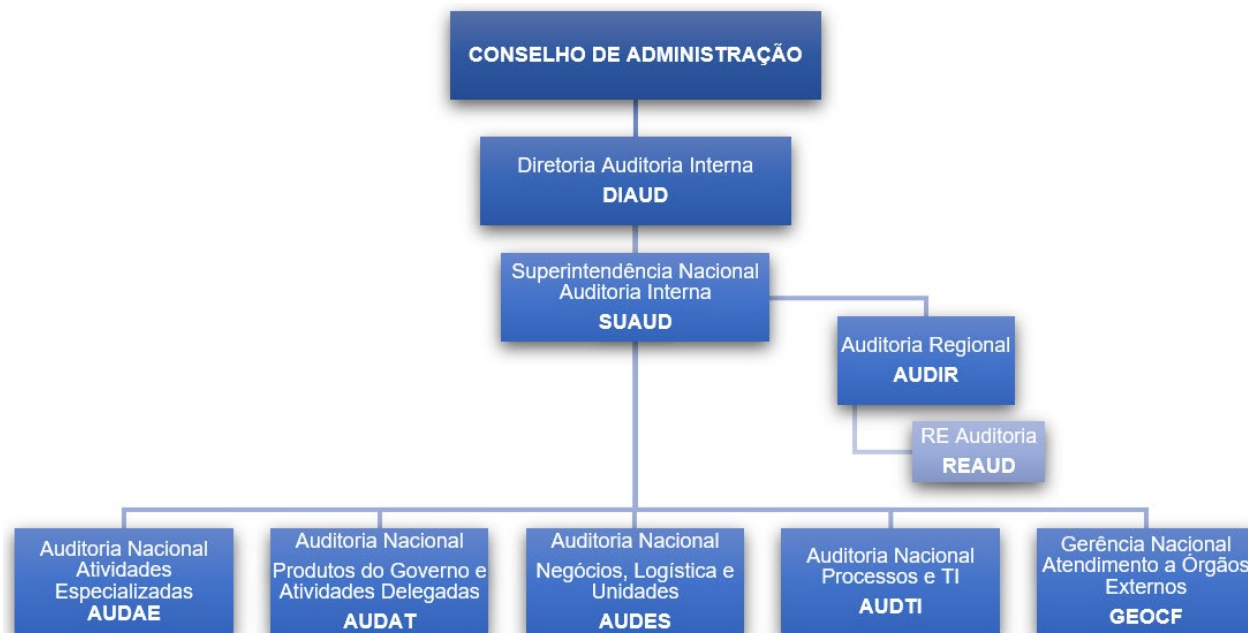 CONSELHO DE ADMINISTRAÇÃO
Diretoria Auditoria Interna
DIAUD
Superintendência Nacional
Auditoria Interna
SUAUD
Auditoria Regional
AUDIR
RE Auditoria
REAUD
Auditoria Nacional
Atividades
Especializadas
AUDAE
Auditoria Nacional
Produtos do Governo e
Atividades Delegadas
AUDAT
Auditoria Nacional
Negócios, Logística e
Unidades
AUDES
Auditoria Nacional
Processos e TI
AUDTI
Gerência Nacional
Atendimento a Órgãos
Externos
GEOCF